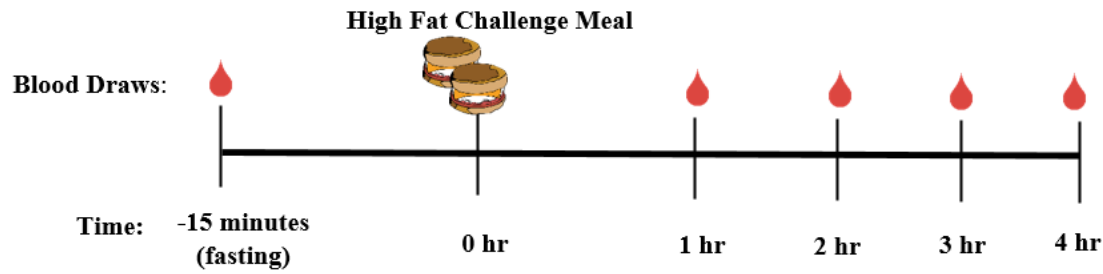 High Fat Challenge Meal
Blood Draws:
Time:
-15 minutes
(fasting)
0 hr
1 hr
2 hr
3 hr
4 hr